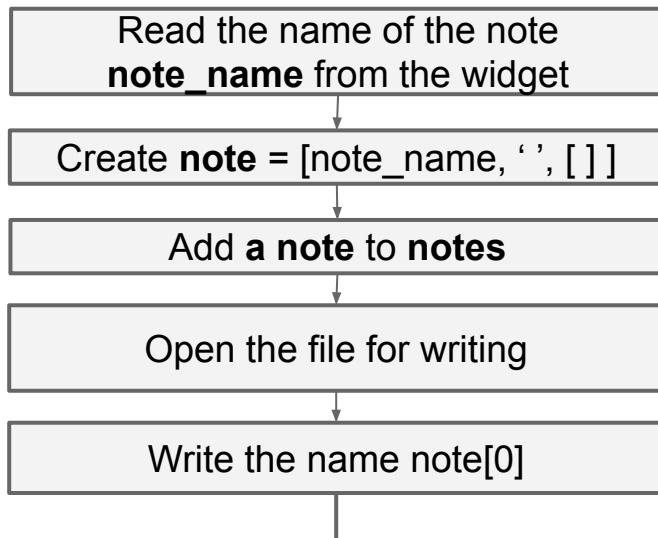 Read the name of the note
note_name from the widget
Create note = [note_name, ‘ ’, [ ] ]
Add a note to notes
Open the file for writing
Write the name note[0]